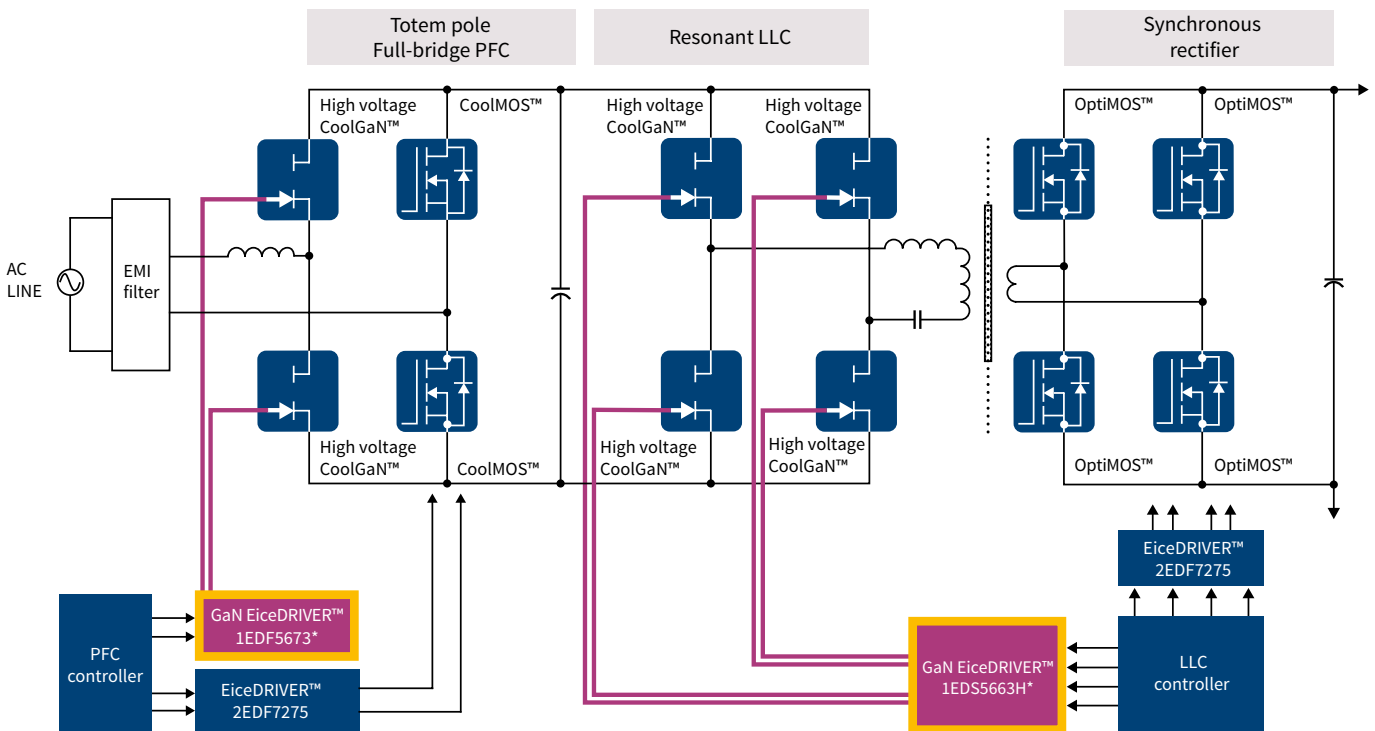 Totem pole
Full-bridge PFC
Resonant LLC
Synchronous
rectifier
High voltage
CoolGaN™
CoolMOS™
High voltage
CoolGaN™
High voltage
CoolGaN™
OptiMOS™
OptiMOS™
AC
LINE
EMI
filter
High voltage
CoolGaN™
CoolMOS™
High voltage
CoolGaN™
High voltage
CoolGaN™
OptiMOS™
OptiMOS™
PFC
controller
GaN EiceDRIVER™
1EDF5673*
EiceDRIVER™
2EDF7275
GaN EiceDRIVER™
1EDS5663H*
EiceDRIVER™
2EDF7275
LLC
controller